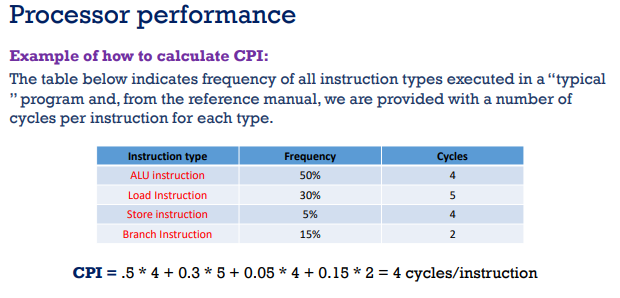 Processor performance
Example of how to calculate CPI:
The table below indicates frequency of all instruction types executed in a “typical
” program and, from the reference manual, we are provided with a number of
cycles per instruction for each type.
Instruction type Frequency Cycles
ALU instruction 50% 4
Load Instruction 30% 5
Store instruction 5% 4
Branch Instruction 15% 2
CPI = .5 * 4 + 0.3 * 5 + 0.05 * 4 + 0.15 * 2 = 4 cycles/instruction